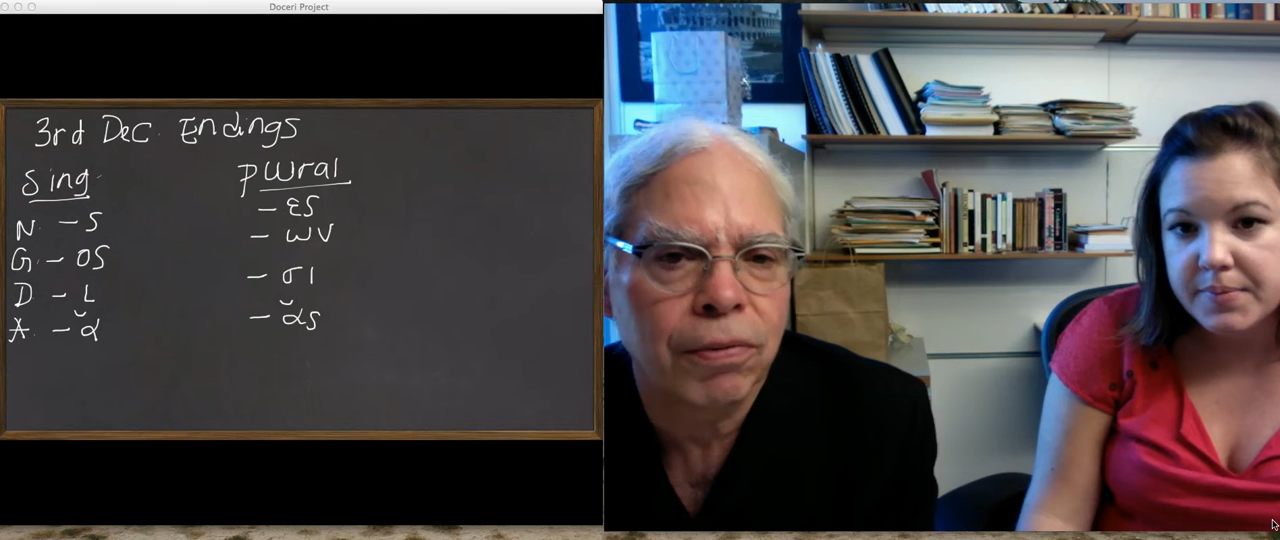 Doceri Project
3rd Dec. Endings
Sing. Plural
N. – ς – ες
G. – ος – ων
D – ι – σι
A. – ᾰ – ᾰς